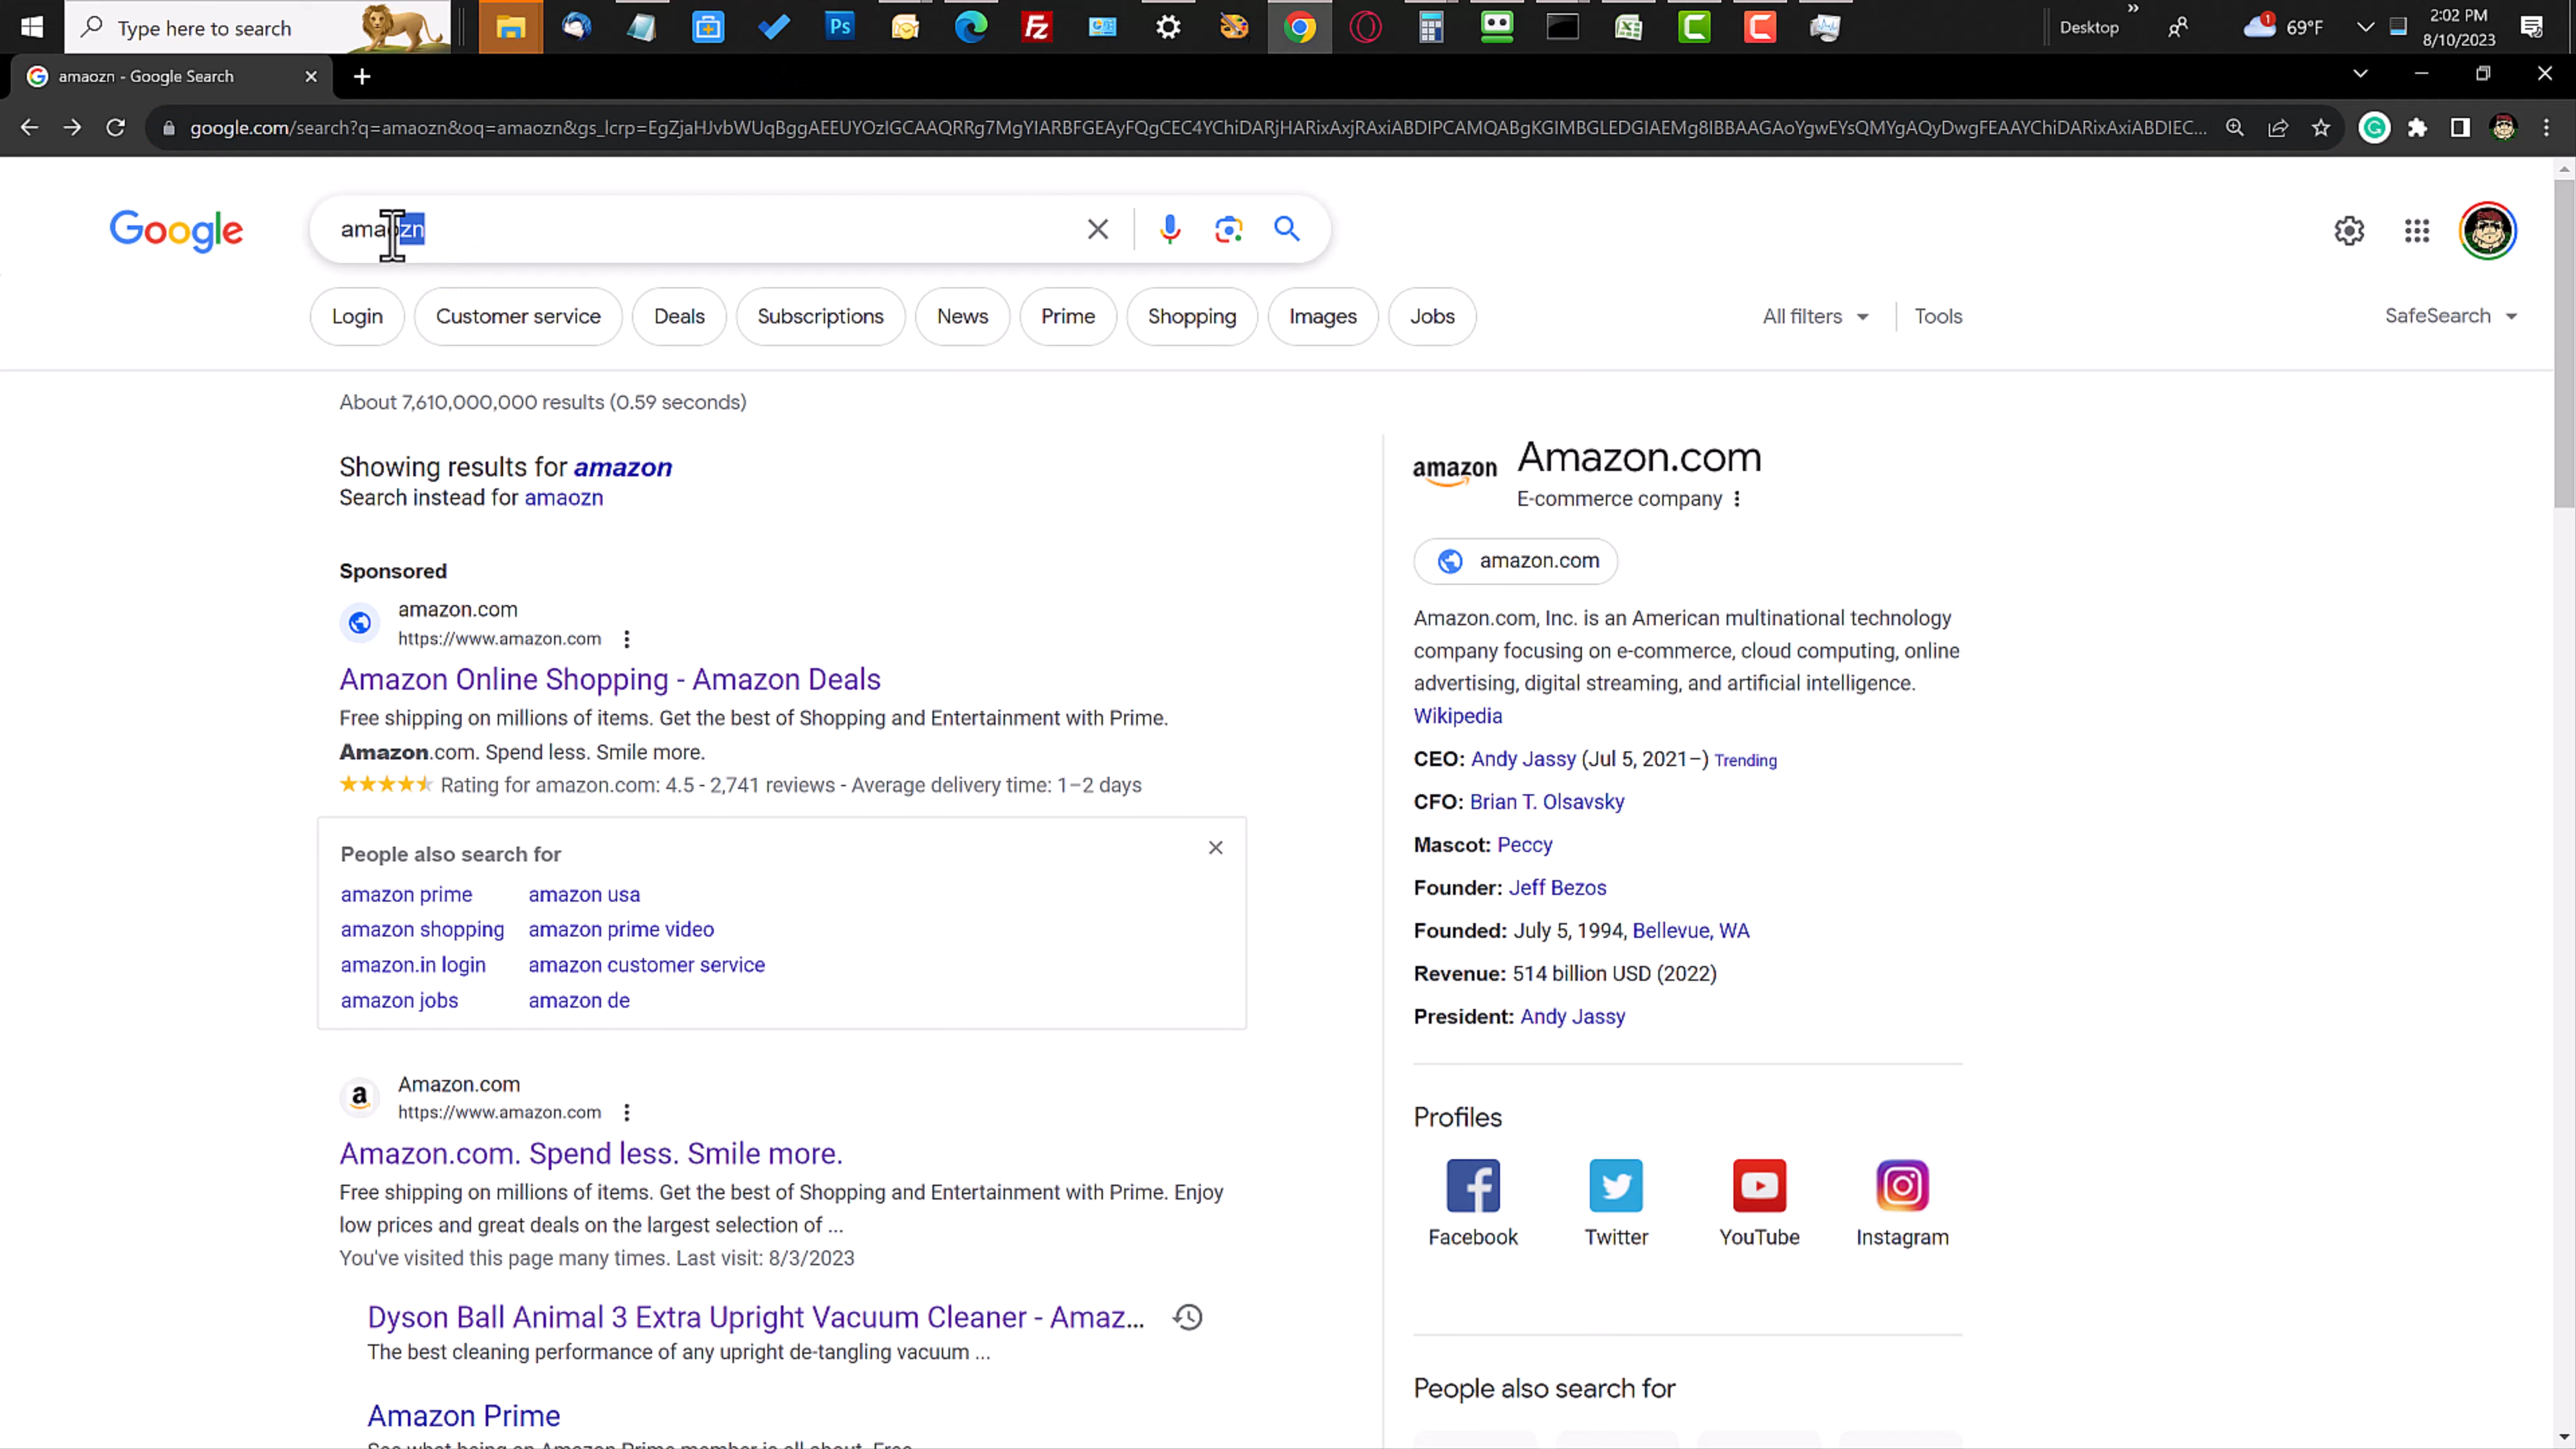 Type here to search
Ps
Fz
Desktop
1
69°F
2:02 PM
8/10/2023
amaozn - Google Search
google.com/search?q=amaozn&oq=amaozn&gs_lcrp=
Google
amaozn
Login
Customer service
Deals
Subscriptions
News
Prime
Shopping
Images
Jobs
All filters
Tools
SafeSearch
About 7,610,000,000 results (0.59 seconds)
Showing results for amazon
Search instead for amaozn
Sponsored
amazon.com
https://www.amazon.com
Amazon Online Shopping - Amazon Deals
Free shipping on millions of items. Get the best of Shopping and Entertainment with Prime.
Amazon.com. Spend less. Smile more.
Rating for amazon.com: 4.5 - 2,741 reviews - Average delivery time: 1–2 days
People also search for
amazon prime
amazon usa
amazon shopping
amazon prime video
amazon.in login
amazon customer service
amazon jobs
amazon de
Amazon.com
https://www.amazon.com
Amazon.com. Spend less. Smile more.
Free shipping on millions of items. Get the best of Shopping and Entertainment with Prime. Enjoy
low prices and great deals on the largest selection of ...
You've visited this page many times. Last visit: 8/3/2023
Dyson Ball Animal 3 Extra Upright Vacuum Cleaner - Amaz...
The best cleaning performance of any upright de-tangling vacuum ...
Amazon Prime
amazon
Amazon.com
E-commerce company
amazon.com
Amazon.com, Inc. is an American multinational technology
company focusing on e-commerce, cloud computing, online
advertising, digital streaming, and artificial intelligence.
Wikipedia
CEO: Andy Jassy (Jul 5, 2021–) Trending
CFO: Brian T. Olsavsky
Mascot: Peccy
Founder: Jeff Bezos
Founded: July 5, 1994, Bellevue, WA
Revenue: 514 billion USD (2022)
President: Andy Jassy
Profiles
Facebook
Twitter
YouTube
Instagram
People also search for